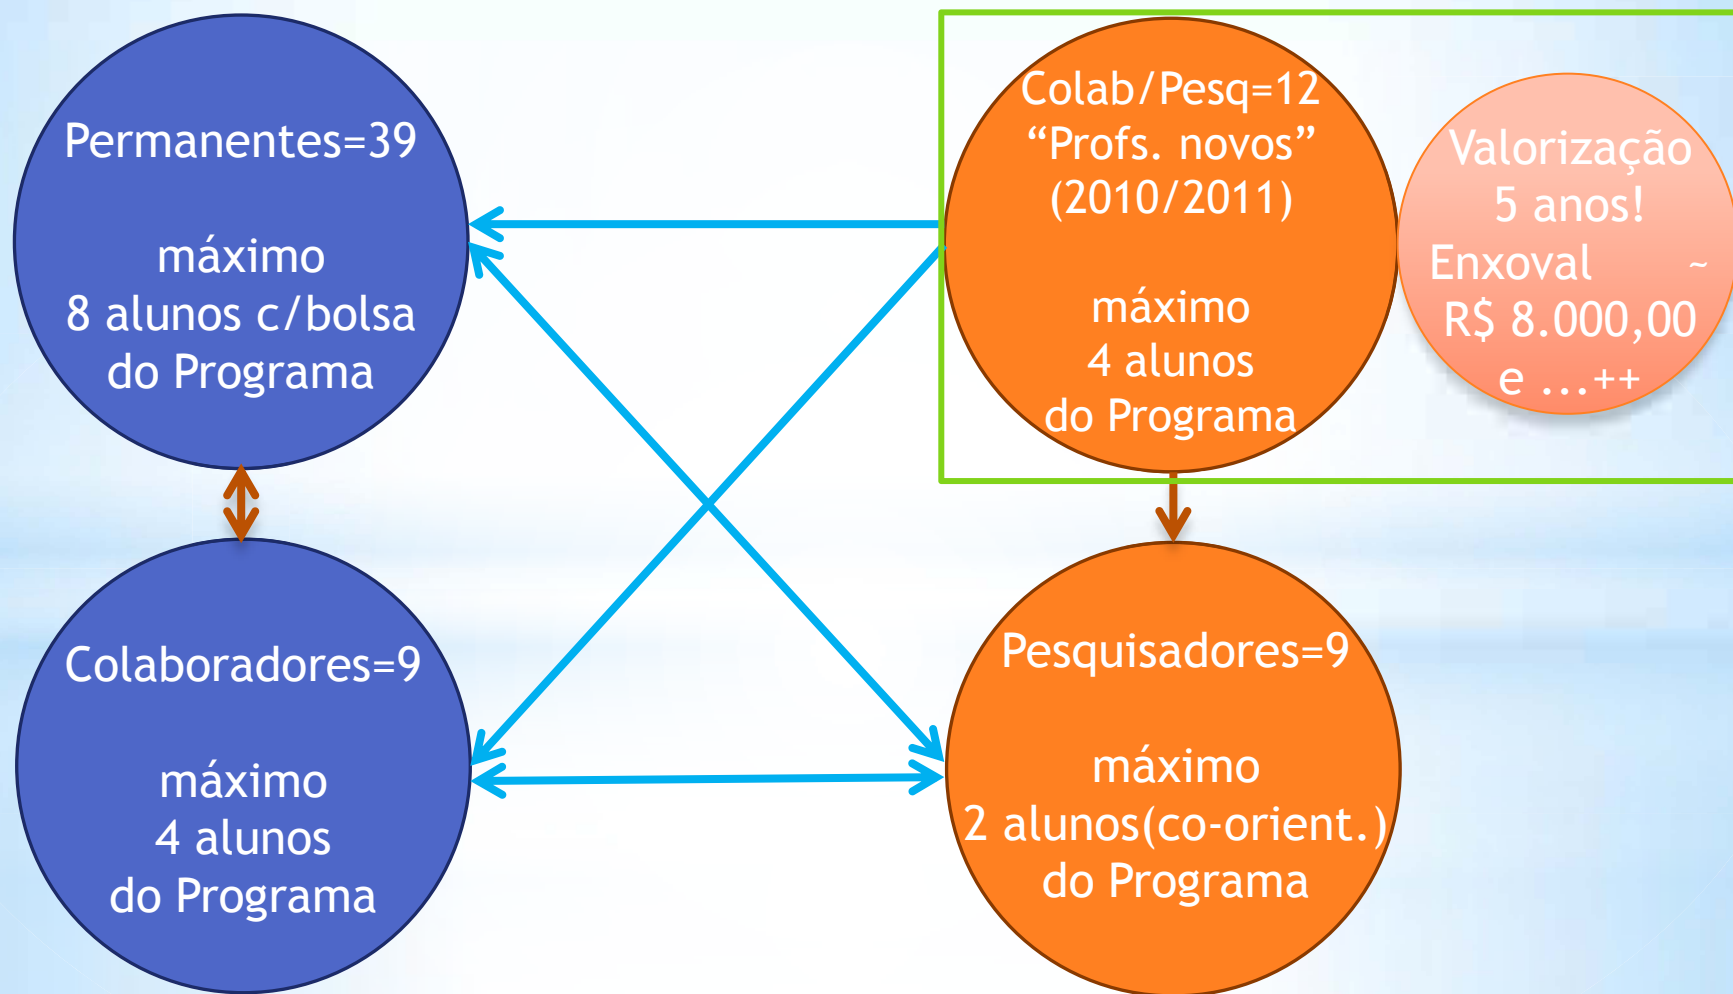 Permanentes=39
máximo
8 alunos c/bolsa
do Programa
Colab/Pesq=12
“Profs. novos”
(2010/2011)
máximo
4 alunos
do Programa
Valorização
5 anos!
Enxoval ~
R$ 8.000,00
e ...++
Colaboradores=9
máximo
4 alunos
do Programa
Pesquisadores=9
máximo
2 alunos(co-orient.)
do Programa